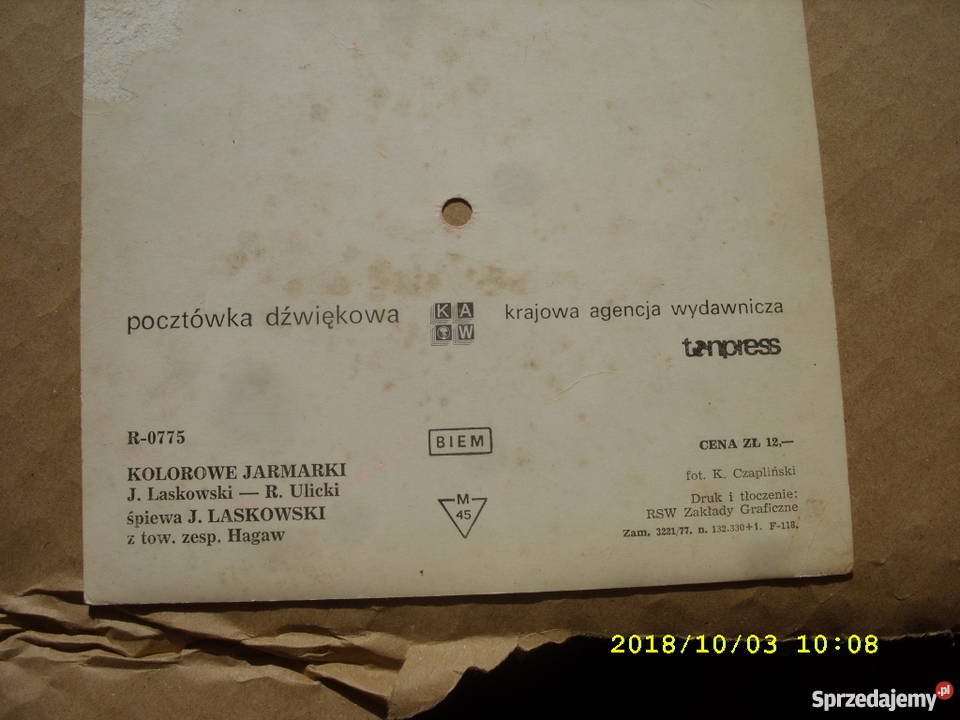 pocztówka dźwiękowa
K A W
krajowa agencja wydawnicza
tonpress
R-0775
KOLOROWE JARMARKI
J. Laskowski — R. Ulicki
śpiewa J. LASKOWSKI
z tow. zesp. Hagaw
BIEM
M
45
CENA ZŁ 12,—
fot. K. Czapliński
Druk i tłoczenie:
RSW Zakłady Graficzne
Zam. 3221/77. n. 132.330+1. F-118.
2018/10/03 10:08
Sprzedajemy.pl